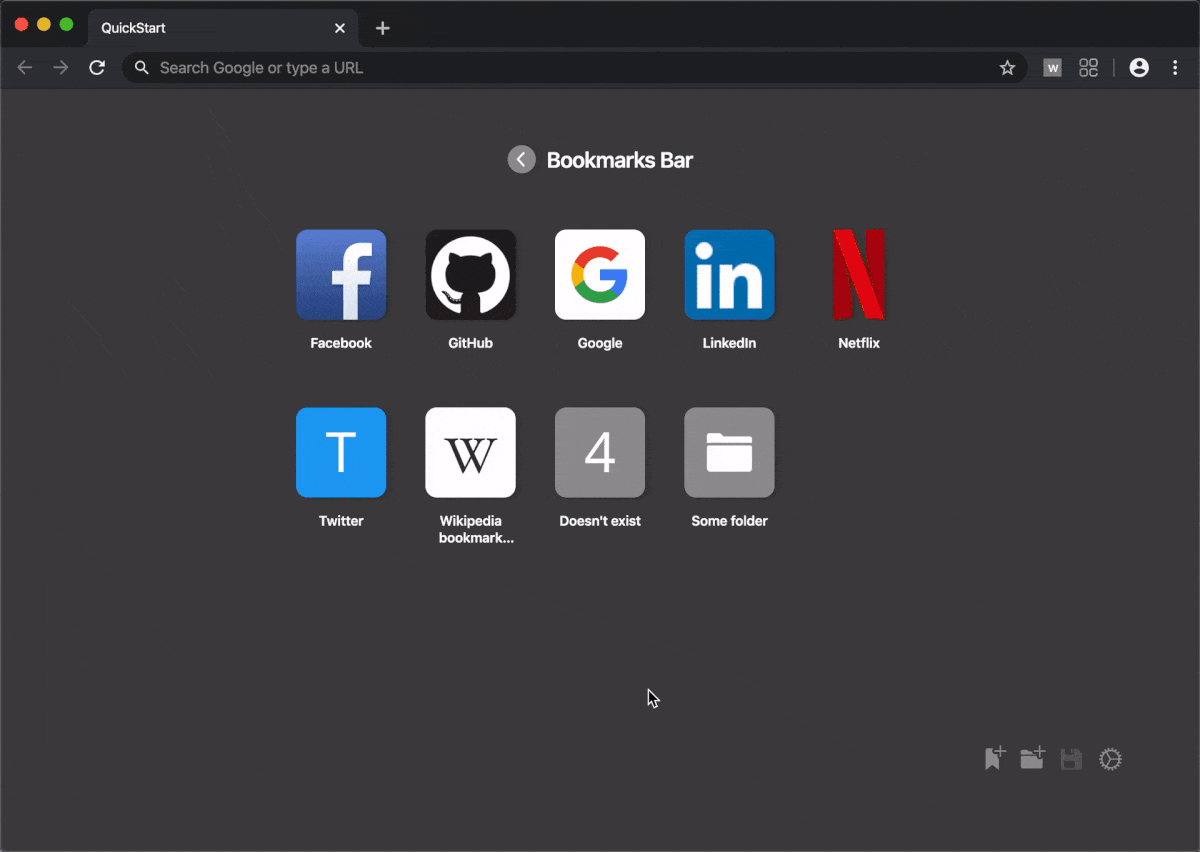 QuickStart
Search Google or type a URL
W
Bookmarks Bar
Facebook
GitHub
Google
LinkedIn
Netflix
T
W
4
Twitter
Wikipedia
bookmark...
Doesn't exist
Some folder